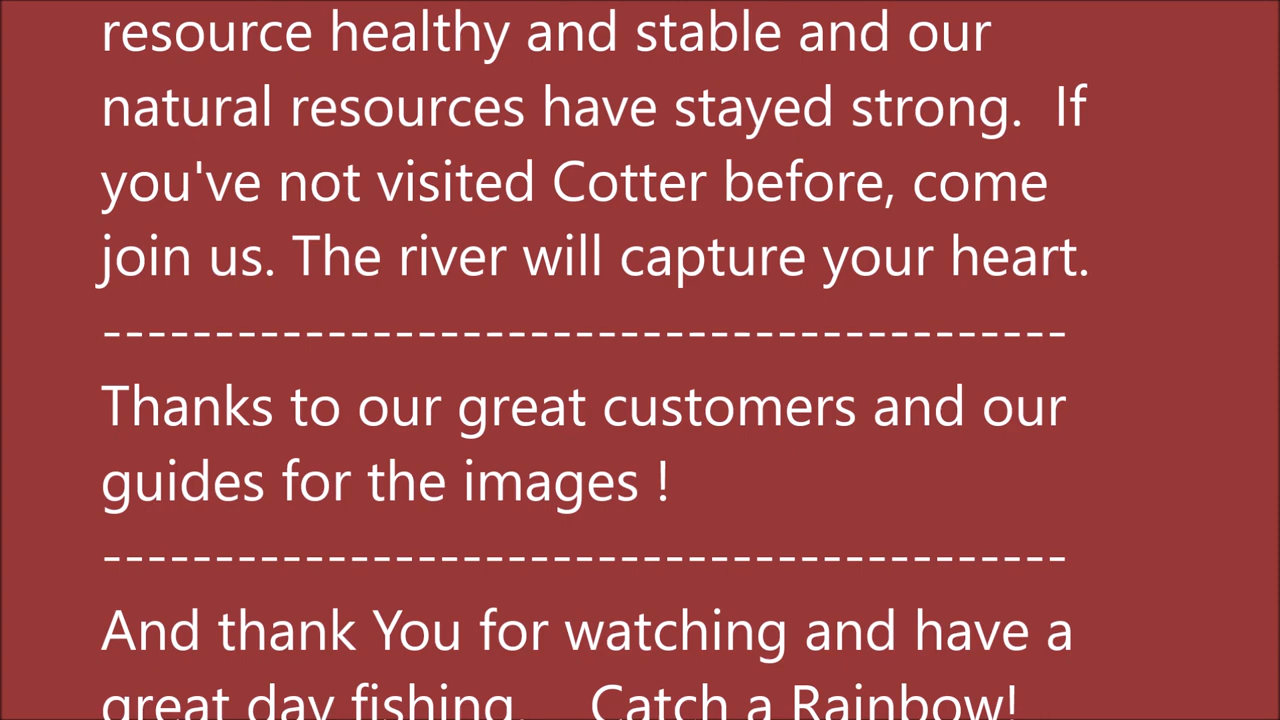 resource healthy and stable and our
natural resources have stayed strong.  If
you've not visited Cotter before, come
join us. The river will capture your heart.
-------------------------------------------
Thanks to our great customers and our
guides for the images !
-------------------------------------------
And thank You for watching and have a
great day fishing.    Catch a Rainbow!